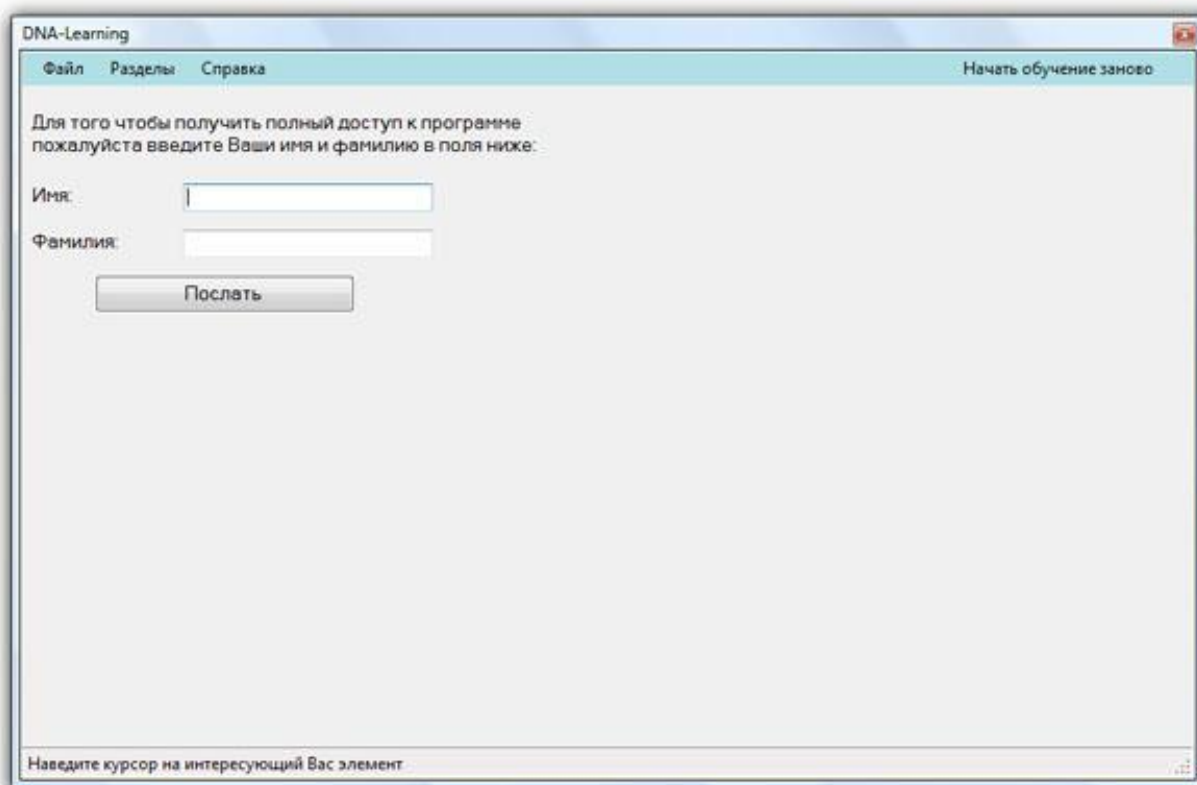 DNA-Learning
Файл Разделы Справка Начать обучение заново
Для того чтобы получить полный доступ к программе
пожалуйста введите Ваши имя и фамилию в поля ниже:
Имя:
Фамилия:
Послать
Наведите курсор на интересующий Вас элемент